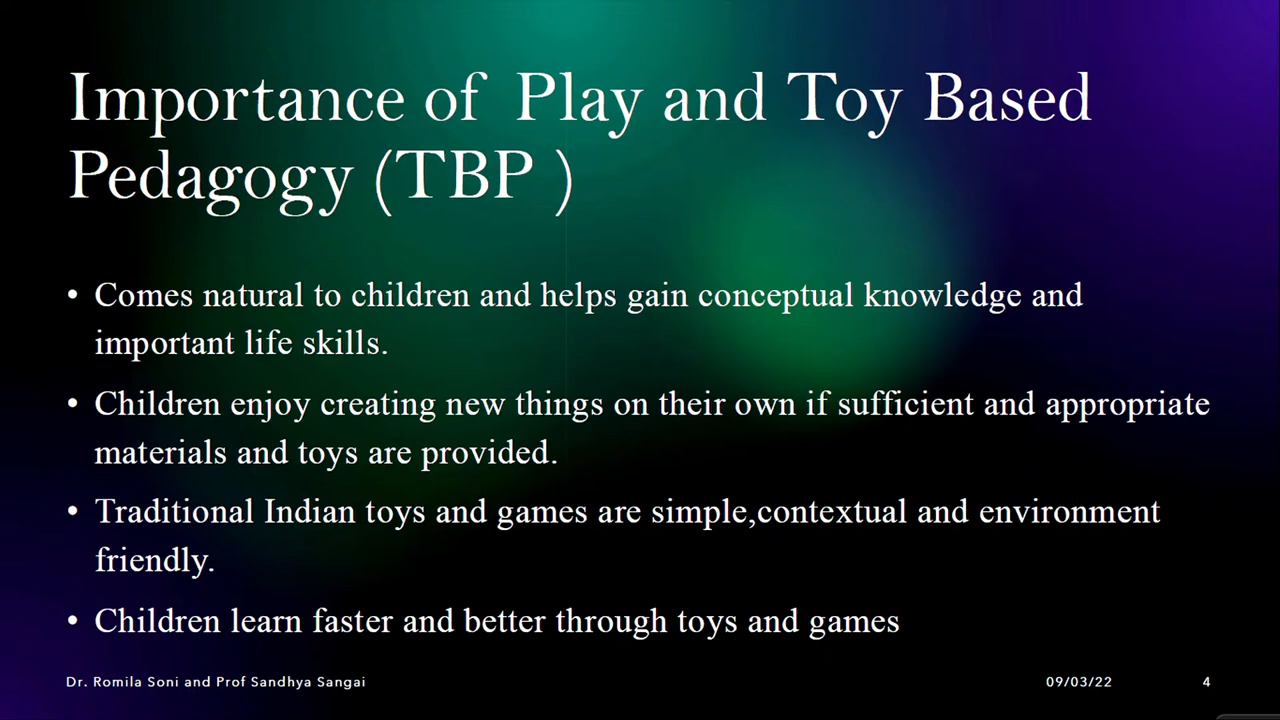 Importance of  Play and Toy Based
Pedagogy (TBP )
• Comes natural to children and helps gain conceptual knowledge and
important life skills.
• Children enjoy creating new things on their own if sufficient and appropriate
materials and toys are provided.
• Traditional Indian toys and games are simple,contextual and environment
friendly.
• Children learn faster and better through toys and games
Dr. Romila Soni and Prof Sandhya Sangai 09/03/22 4